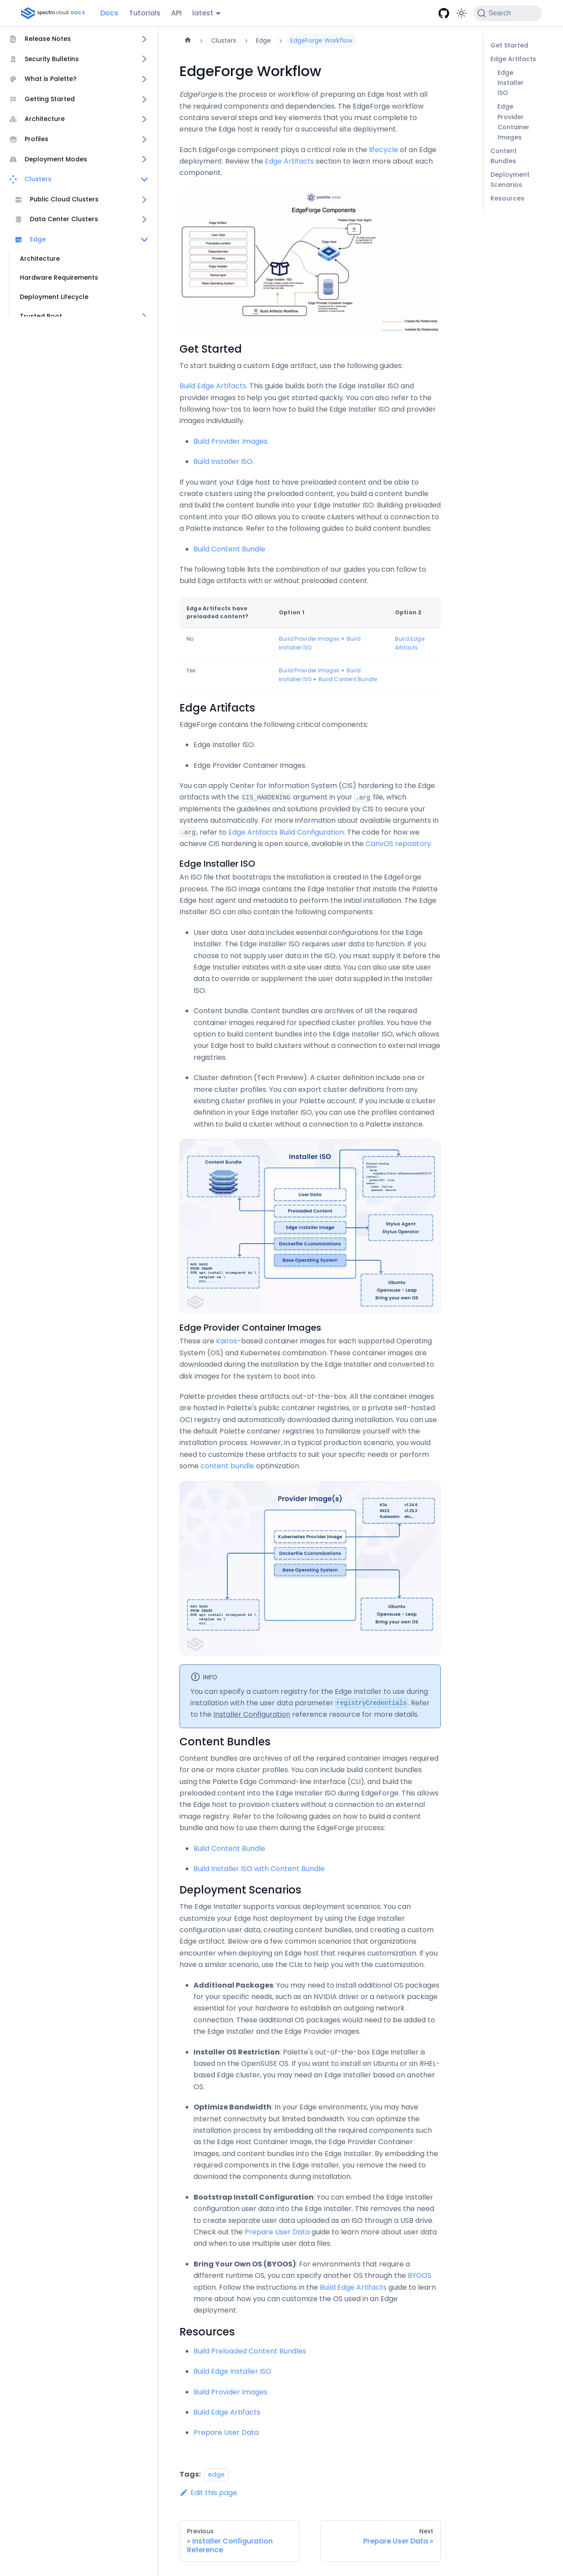 spectro cloud DOCS
Docs
Tutorials
API
latest
Search
Release Notes
Security Bulletins
What is Palette?
Getting Started
Architecture
Profiles
Deployment Modes
Clusters
Public Cloud Clusters
Data Center Clusters
Edge
Architecture
Hardware Requirements
Deployment Lifecycle
Trusted Boot
Clusters
Edge
EdgeForge Workflow
EdgeForge Workflow
EdgeForge is the process or workflow of preparing an Edge host with all
the required components and dependencies. The EdgeForge workflow
contains several steps and key elements that you must complete to
ensure the Edge host is ready for a successful site deployment.
Each EdgeForge component plays a critical role in the lifecycle of an Edge
deployment. Review the Edge Artifacts section to learn more about each
component.
palette EDGE
EdgeForge Components
User Data
Preloaded content
Dependencies
Providers
Edge Installer
Kairos layer
Base Operating System
Build Artifacts Workflow
Palette Edge Host Agent
Edge Host
Edge Installer ISO
Edge Provider Container Images
Get Started
To start building a custom Edge artifact, use the following guides:
Build Edge Artifacts. This guide builds both the Edge Installer ISO and
provider images to help you get started quickly. You can also refer to the
following how-tos to learn how to build the Edge Installer ISO and provider
images individually.
Build Provider Images.
Build Installer ISO.
If you want your Edge host to have preloaded content and be able to
create clusters using the preloaded content, you build a content bundle
and build the content bundle into your Edge Installer ISO. Building preloaded
content into your installer ISO allows you to create clusters without a connection to
a Palette instance. Refer to the following guides to build content bundles:
Build Content Bundle
The following table lists the combination of our guides you can follow to
build Edge artifacts with or without preloaded content.
Edge Artifacts have
preloaded content?
Option 1
Option 2
No
Build Provider Images + Build
Installer ISO
Build Edge
Artifacts
Yes
Build Provider Images + Build
Installer ISO + Build Content Bundle
Edge Artifacts
EdgeForge contains the following critical components:
Edge Installer ISO.
Edge Provider Container Images.
You can apply Center for Information System (CIS) hardening to the Edge
artifacts with the CIS_HARDENING argument in your .arg file, which
implements the guidelines and solutions provided by CIS to secure your
systems automatically. For more information about available arguments in
.arg, refer to Edge Artifacts Build Configuration. The code for how we
achieve CIS hardening is open source, available in the CanvOS repository.
Edge Installer ISO
An ISO file that bootstraps the installation is created in the EdgeForge
process. The ISO image contains the Edge Installer that installs the Palette
Edge host agent and metadata to perform the initial installation. The Edge
Installer ISO can also contain the following components:
User data. User data includes essential configurations for the Edge
Installer. The Edge Installer ISO requires user data to function. If you
choose to not supply user data in the ISO, you must supply it before the
Edge Installer initiates with a site user data. You can also use site user
data to override or supplement the user data supplied in the installer
ISO.
Content bundle. Content bundles are archives of all the required
container images required for specified cluster profiles. You have the
option to build content bundles into the Edge Installer ISO, which allows
your Edge host to build clusters without a connection to external image
registries.
Cluster definition (Tech Preview). A cluster definition include one or
more cluster profiles. You can export cluster definitions from any
existing cluster profiles in your Palette account. If you include a cluster
definition in your Edge Installer ISO, you can use the profiles contained
within to build a cluster without a connection to a Palette instance.
Installer ISO
Content Bundle
User Data
Preloaded Content
Edge Installer Image
Dockerfile Customizations
Base Operating System
Stylus Agent
Stylus Operator
Ubuntu
Opensuse - Leap
Bring your own OS
ARG BASE
FROM $BASE
Edge Provider Container Images
These are Kairos-based container images for each supported Operating
System (OS) and Kubernetes combination. These container images are
downloaded during the installation by the Edge Installer and converted to
disk images for the system to boot into.
Palette provides these artifacts out-of-the-box. All the container images
are hosted in Palette's public container registries, or a private self-hosted
OCI registry and automatically downloaded during installation. You can use
the default Palette container registries to familiarize yourself with the
installation process. However, in a typical production scenario, you would
need to customize these artifacts to suit your specific needs or perform
some content bundle optimization.
Provider Image(s)
K3s v1.24.6
RKE2 v1.25.2
Kubeadm etc...
Kubernetes Provider Image
Dockerfile Customizations
Base Operating System
ARG BASE
FROM $BASE
Ubuntu
Opensuse - Leap
Bring your own OS
INFO
You can specify a custom registry for the Edge Installer to use during
installation with the user data parameter registryCredentials. Refer
to the Installer Configuration reference resource for more details.
Content Bundles
Content bundles are archives of all the required container images required
for one or more cluster profiles. You can include build content bundles
using the Palette Edge Command-line Interface (CLI), and build the
preloaded content into the Edge Installer ISO during EdgeForge. This allows
the Edge host to provision clusters without a connection to an external
image registry. Refer to the following guides on how to build a content
bundle and how to use them during the EdgeForge process:
Build Content Bundle
Build Installer ISO with Content Bundle
Deployment Scenarios
The Edge Installer supports various deployment scenarios. You can
customize your Edge host deployment by using the Edge Installer
configuration user data, creating content bundles, and creating a custom
Edge artifact. Below are a few common scenarios that organizations
encounter when deploying an Edge host that requires customization. If you
have a similar scenario, use the CLIs to help you with the customization.
Additional Packages: You may need to install additional OS packages
for your specific needs, such as an NVIDIA driver or a network package
essential for your hardware to establish an outgoing network
connection. These additional OS packages would need to be added to
the Edge Installer and the Edge Provider images.
Installer OS Restriction: Palette's out-of-the-box Edge Installer is
based on the OpenSUSE OS. If you want to install an Ubuntu or an RHEL-
based Edge cluster, you may need an Edge Installer based on another
OS.
Optimize Bandwidth: In your Edge environments, you may have
internet connectivity but limited bandwidth. You can optimize the
installation process by embedding all the required components such
as the Edge Host Container Image, the Edge Provider Container
Images, and content bundles into the Edge Installer. By embedding the
required components in the Edge Installer, you remove the need to
download the components during installation.
Bootstrap Install Configuration: You can embed the Edge Installer
configuration user data into the Edge Installer. This removes the need
to create separate user data uploaded as an ISO through a USB drive.
Check out the Prepare User Data guide to learn more about user data
and when to use multiple user data files.
Bring Your Own OS (BYOOS): For environments that require a
different runtime OS, you can specify another OS through the BYOOS
option. Follow the instructions in the Build Edge Artifacts guide to learn
more about how you can customize the OS used in an Edge
deployment.
Resources
Build Preloaded Content Bundles
Build Edge Installer ISO
Build Provider Images
Build Edge Artifacts
Prepare User Data
Tags: edge
Edit this page
Previous
« Installer Configuration
Reference
Next
Prepare User Data »
Get Started
Edge Artifacts
Edge
Installer
ISO
Edge
Provider
Container
Images
Content
Bundles
Deployment
Scenarios
Resources